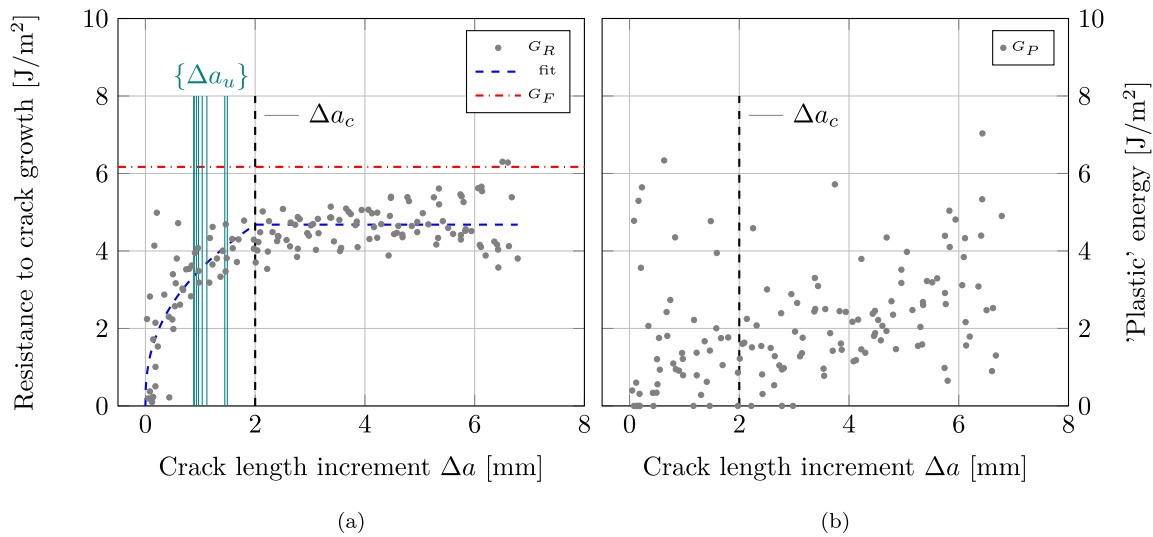 Resistance to crack growth [J/m²]
10
8
6
4
2
0
0 2 4 6 8
{Δa_u}
Δa_c
G_R
fit
G_F
Crack length increment Δa [mm]
(a)
Δa_c
G_P
10
8
6
4
2
0
0 2 4 6 8
'Plastic' energy [J/m²]
Crack length increment Δa [mm]
(b)